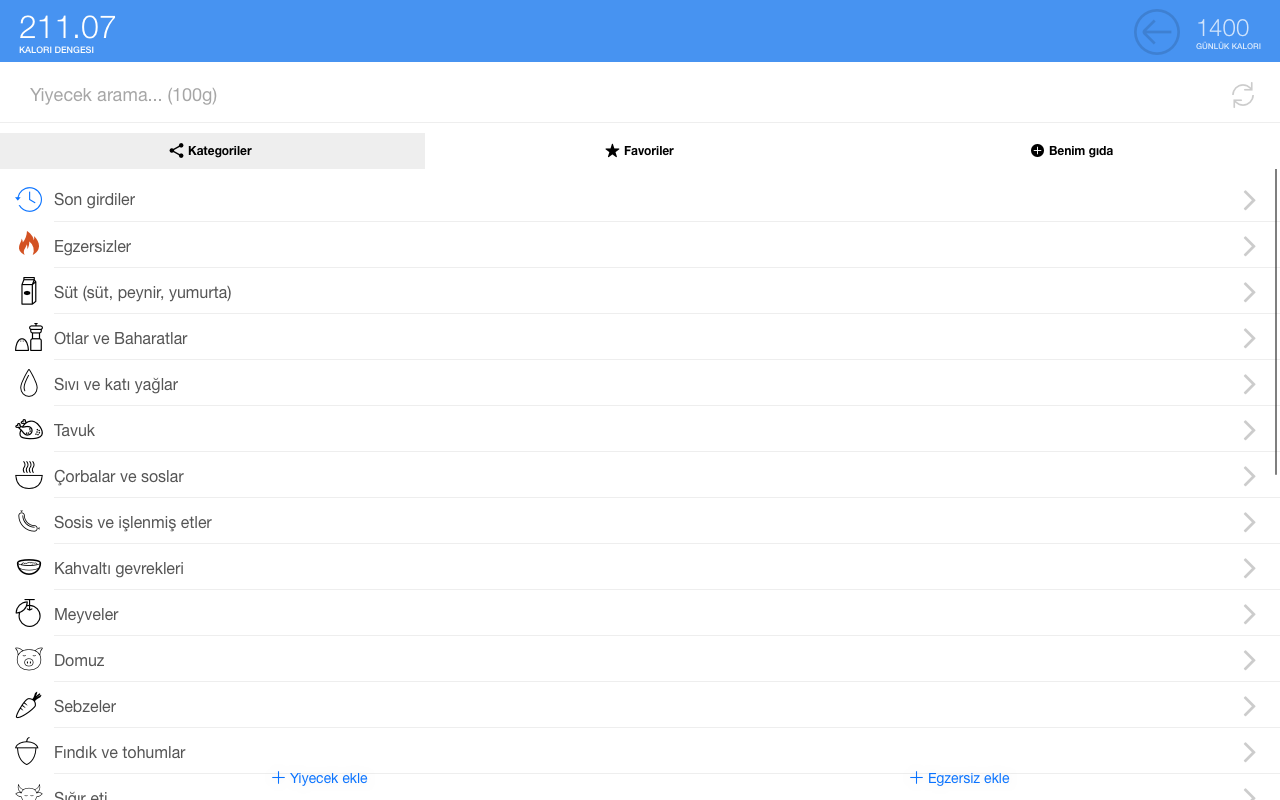 211.07
KALORI DENGESI
1400
GÜNLÜK KALORI
Yiyecek arama... (100g)
Kategoriler
Favoriler
Benim gıda
Son girdiler
Egzersizler
Süt (süt, peynir, yumurta)
Otlar ve Baharatlar
Sıvı ve katı yağlar
Tavuk
Çorbalar ve soslar
Sosis ve işlenmiş etler
Kahvaltı gevrekleri
Meyveler
Domuz
Sebzeler
Fındık ve tohumlar
Yiyecek ekle
Egzersiz ekle
Sığır eti